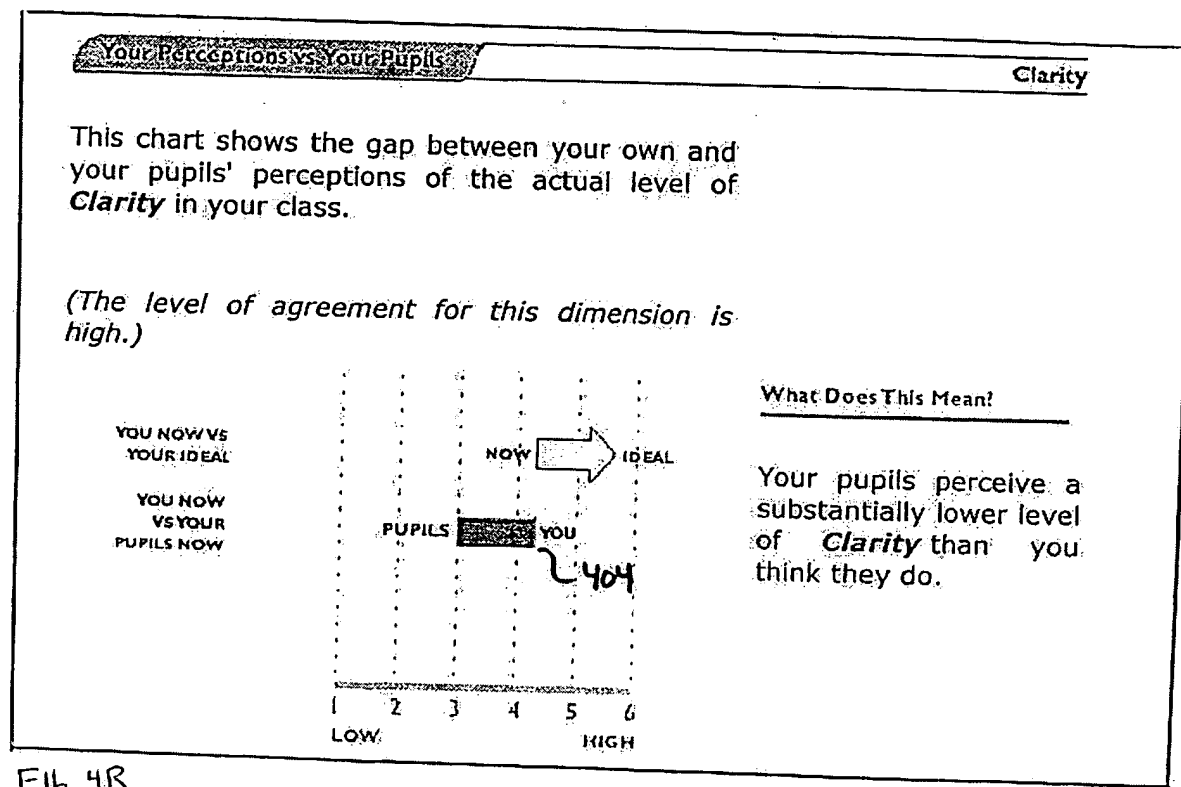 Your Perceptions vs. Your Pupils
Clarity
This chart shows the gap between your own and
your pupils' perceptions of the actual level of
Clarity in your class.
(The level of agreement for this dimension is
high.)
What Does This Mean?
YOU NOW VS
YOUR IDEAL
NOW
IDEAL
Your pupils perceive a
substantially lower level
of Clarity than you
think they do.
YOU NOW
VS YOUR
PUPILS NOW
PUPILS
YOU
404
1 2 3 4 5 6
LOW
HIGH
FIG 4R